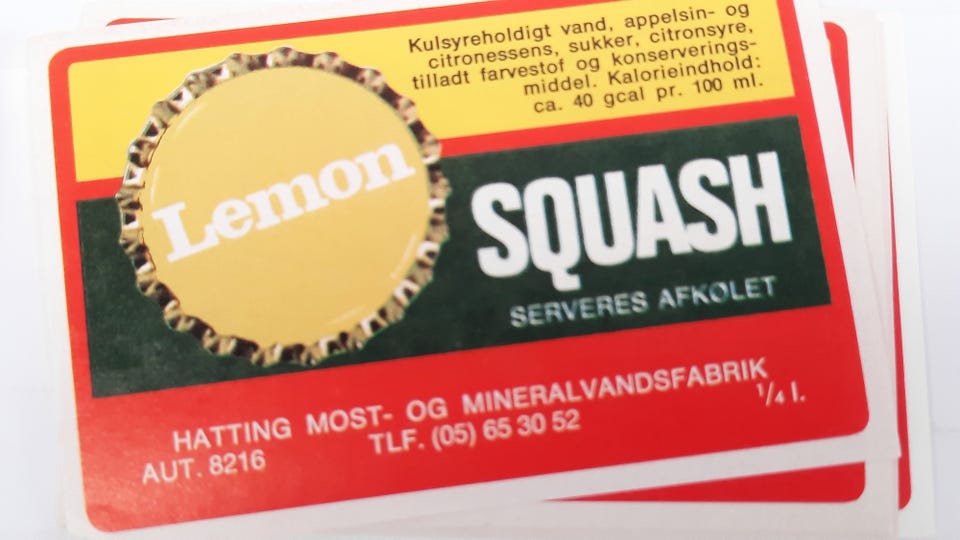 Kulsyreholdigt vand, appelsin- og
citronessens, sukker, citronsyre,
tilladt farvestof og konserverings-
middel. Kalorieindhold:
ca. 40 gcal pr. 100 ml.
Lemon
SQUASH
SERVERES AFKØLET
HATTING MOST- OG MINERALVANDSFABRIK
AUT. 8216 TLF. (05) 65 30 52 1/4 l.